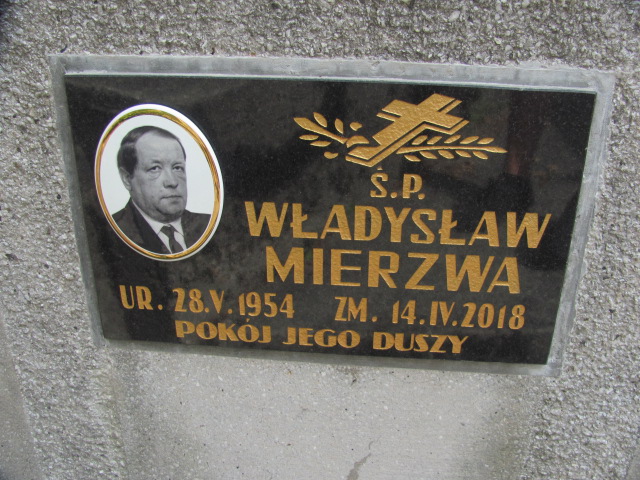 Ś.P.
WŁADYSŁAW
MIERZWA
UR. 28.V.1954 ZM. 14.IV.2018
POKÓJ JEGO DUSZY